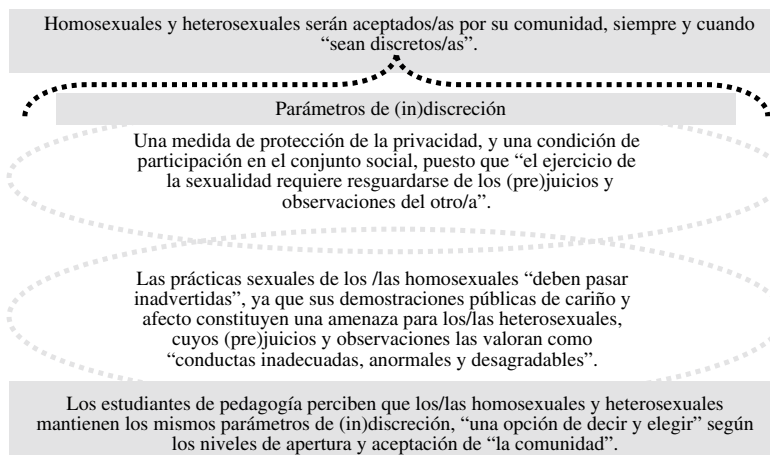 Homosexuales y heterosexuales serán aceptados/as por su comunidad, siempre y cuando
“sean discretos/as”.
Parámetros de (in)discreción
Una medida de protección de la privacidad, y una condición de
participación en el conjunto social, puesto que “el ejercicio de
la sexualidad requiere resguardarse de los (pre)juicios y
observaciones del otro/a”.
Las prácticas sexuales de los /las homosexuales “deben pasar
inadvertidas”, ya que sus demostraciones públicas de cariño y
afecto constituyen una amenaza para los/las heterosexuales,
cuyos (pre)juicios y observaciones las valoran como
“conductas inadecuadas, anormales y desagradables”.
Los estudiantes de pedagogía perciben que los/las homosexuales y heterosexuales
mantienen los mismos parámetros de (in)discreción, “una opción de decir y elegir” según
los niveles de apertura y aceptación de “la comunidad”.